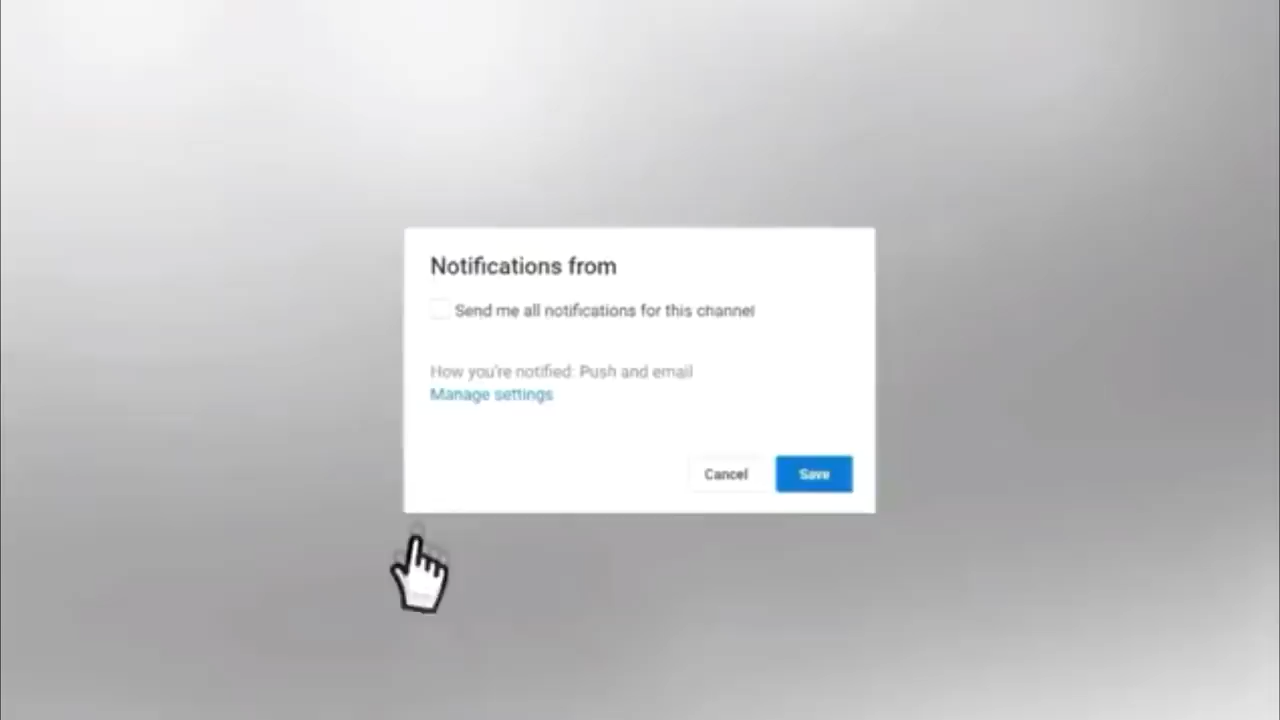 Notifications from
Send me all notifications for this channel
How you're notified: Push and email
Manage settings
Cancel
Save